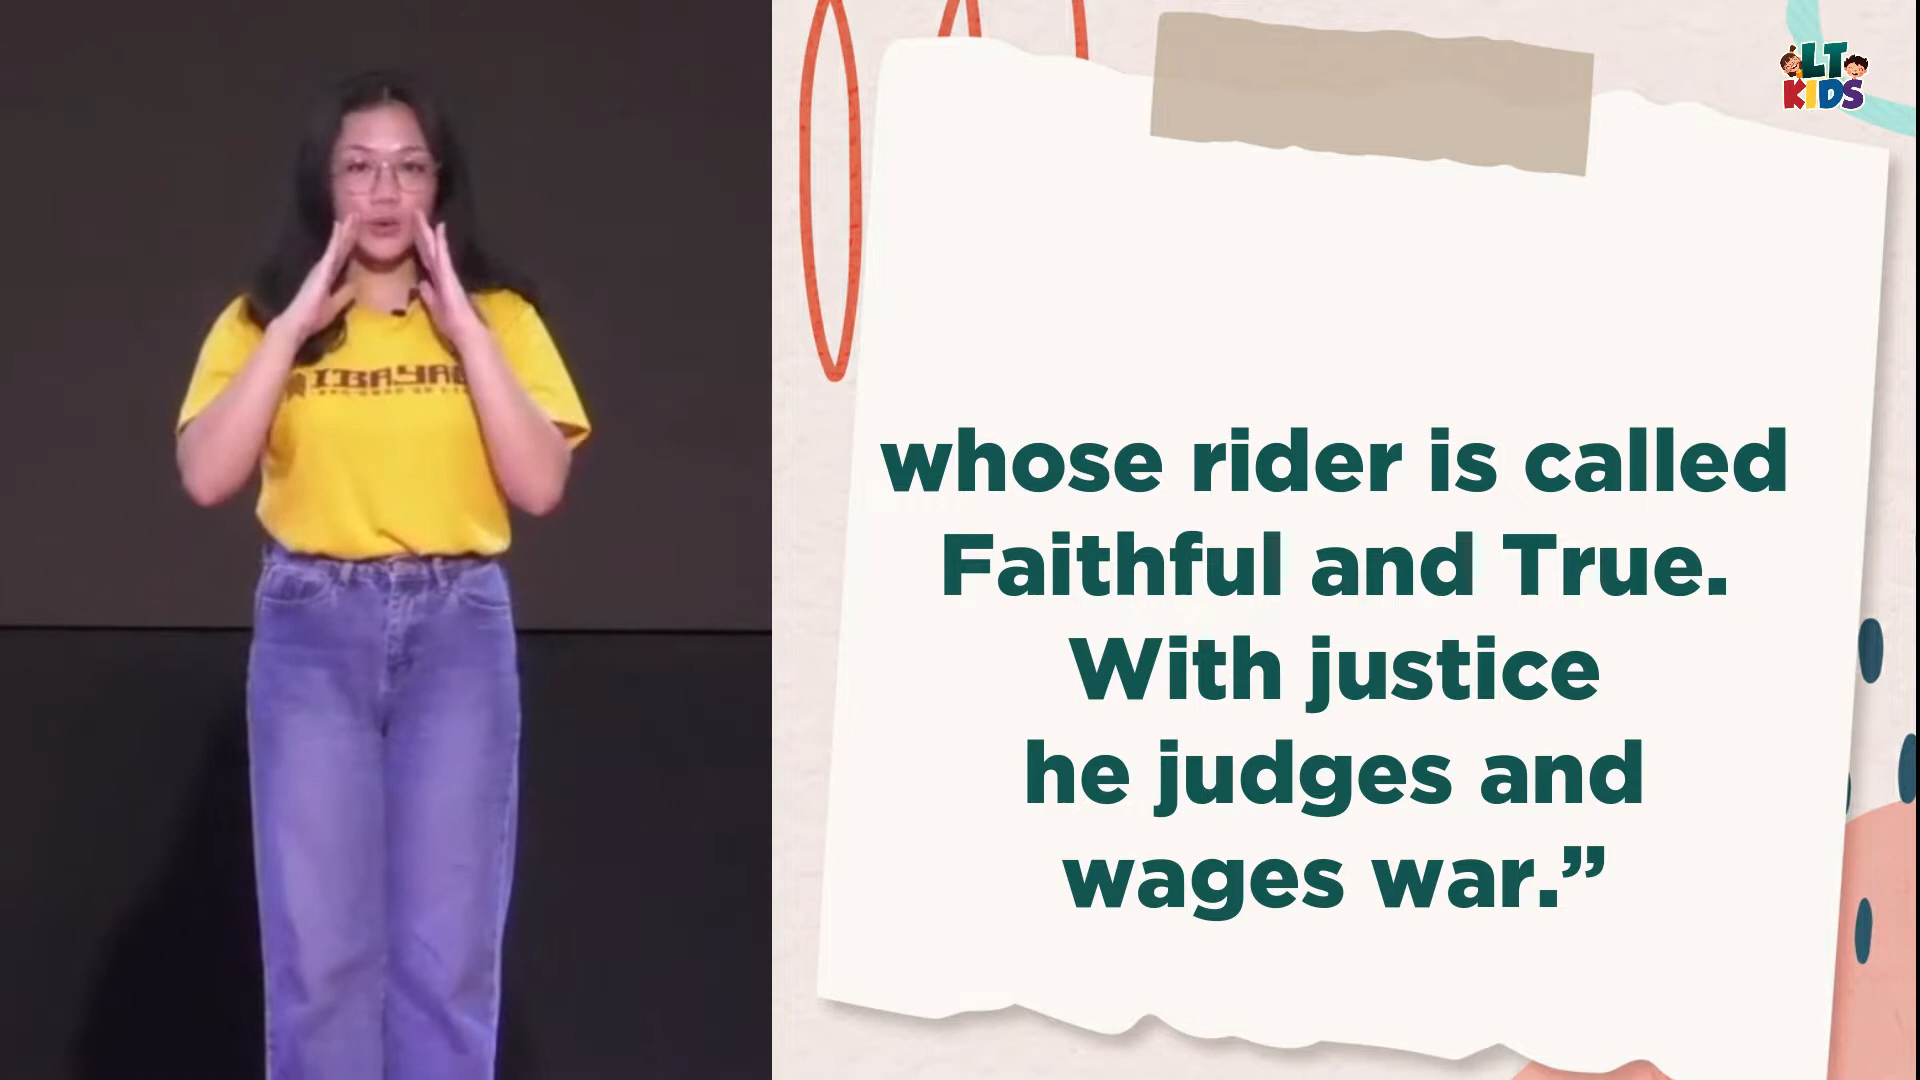 LT
KIDS
whose rider is called
Faithful and True.
With justice
he judges and
wages war.”